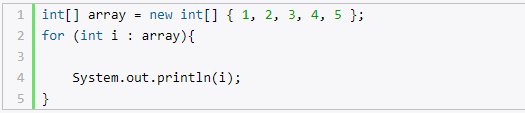 1 int[] array = new int[] { 1, 2, 3, 4, 5 };
2 for (int i : array){
3
4     System.out.println(i);
5 }